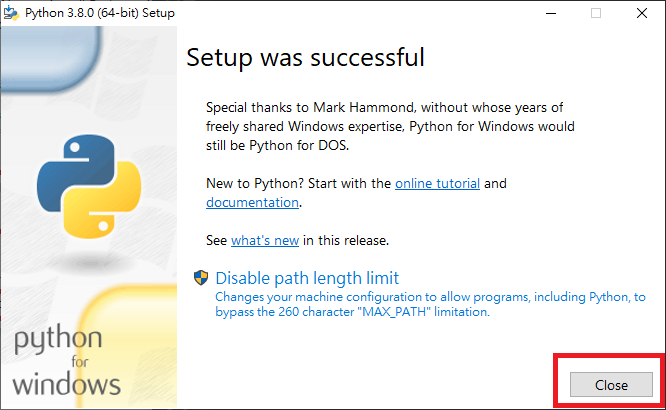 Python 3.8.0 (64-bit) Setup
Setup was successful
Special thanks to Mark Hammond, without whose years of
freely shared Windows expertise, Python for Windows would
still be Python for DOS.
New to Python? Start with the online tutorial and
documentation.
See what's new in this release.
Disable path length limit
Changes your machine configuration to allow programs, including Python, to
bypass the 260 character "MAX_PATH" limitation.
python
for
windows
Close